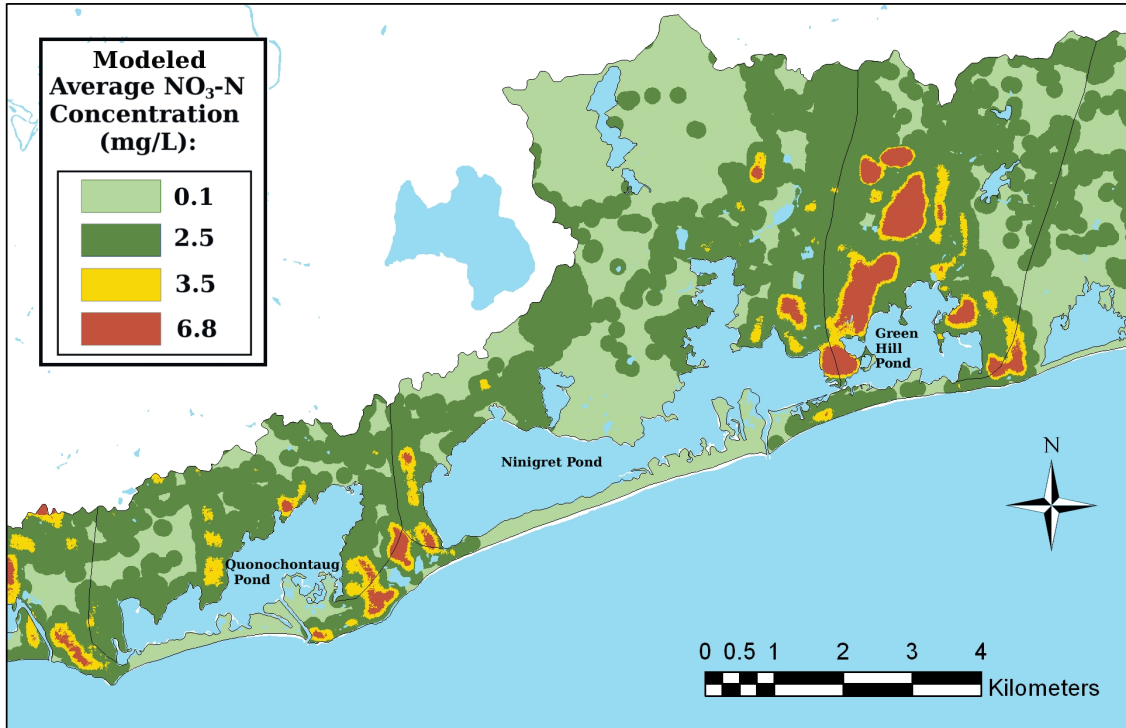 Modeled
Average NO₃-N
Concentration
(mg/L):
0.1
2.5
3.5
6.8
Green
Hill
Pond
Ninigret Pond
Quonochontaug
Pond
N
0 0.5 1 2 3 4
Kilometers